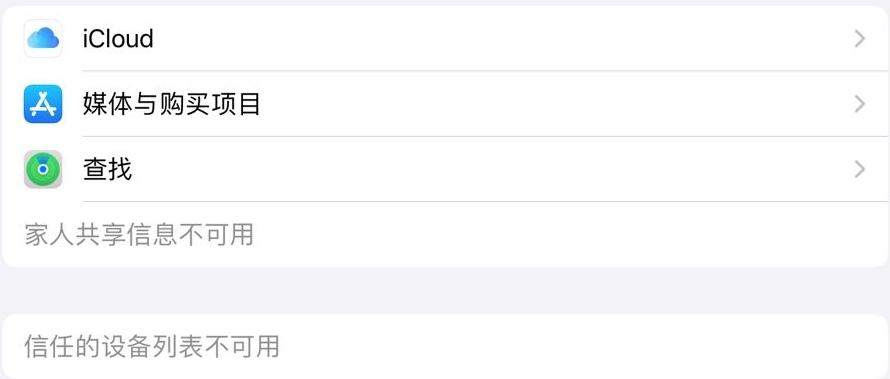 iCloud
媒体与购买项目
查找
家人共享信息不可用
信任的设备列表不可用